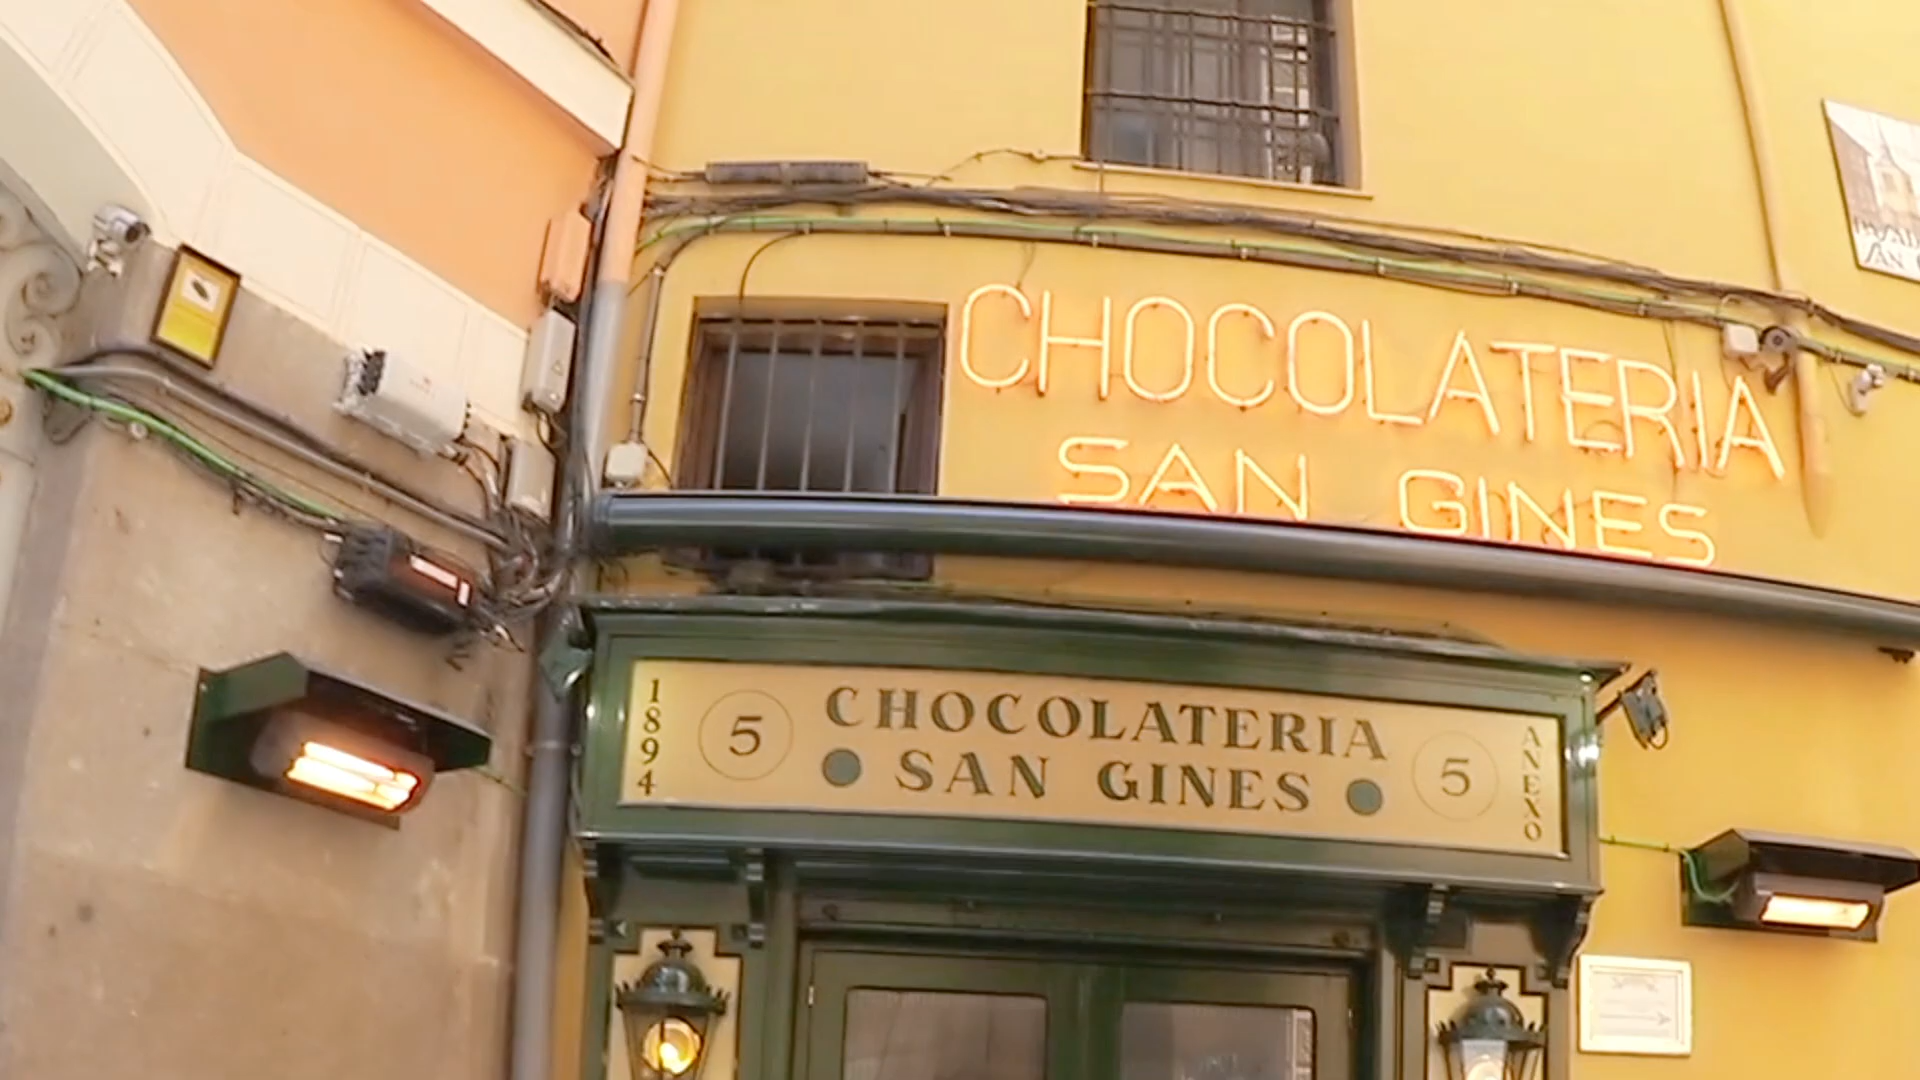 CHOCOLATERIA
SAN GINES
1894
5
CHOCOLATERIA
SAN GINES
5
ANEXO